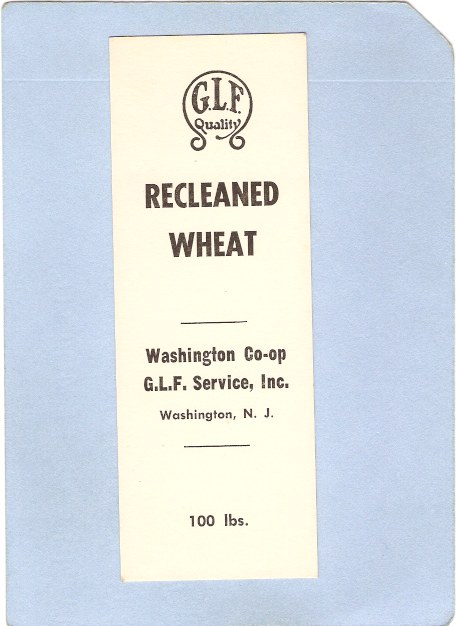 G.L.F.
Quality
RECLEANED
WHEAT
Washington Co-op
G.L.F. Service, Inc.
Washington, N. J.
100 lbs.